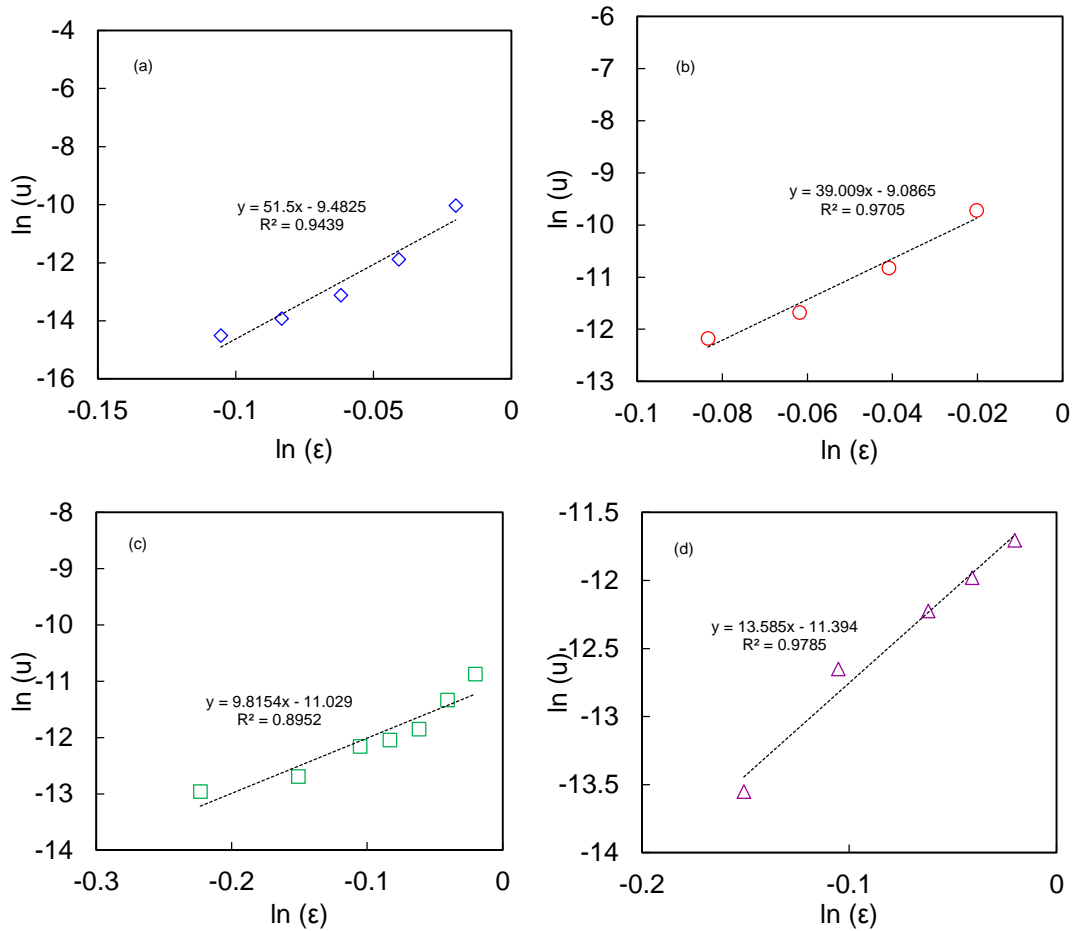 (a)
-4
-6
-8
-10
-12
-14
-16
ln (u)
y = 51.5x - 9.4825
R² = 0.9439
-0.15
-0.1
-0.05
0
ln (ε)
(b)
-6
-7
-8
-9
-10
-11
-12
-13
ln (u)
y = 39.009x - 9.0865
R² = 0.9705
-0.1
-0.08
-0.06
-0.04
-0.02
0
ln (ε)
(c)
-8
-9
-10
-11
-12
-13
-14
ln (u)
y = 9.8154x - 11.029
R² = 0.8952
-0.3
-0.2
-0.1
0
ln (ε)
(d)
-11.5
-12
-12.5
-13
-13.5
-14
ln (u)
y = 13.585x - 11.394
R² = 0.9785
-0.2
-0.1
0
ln (ε)